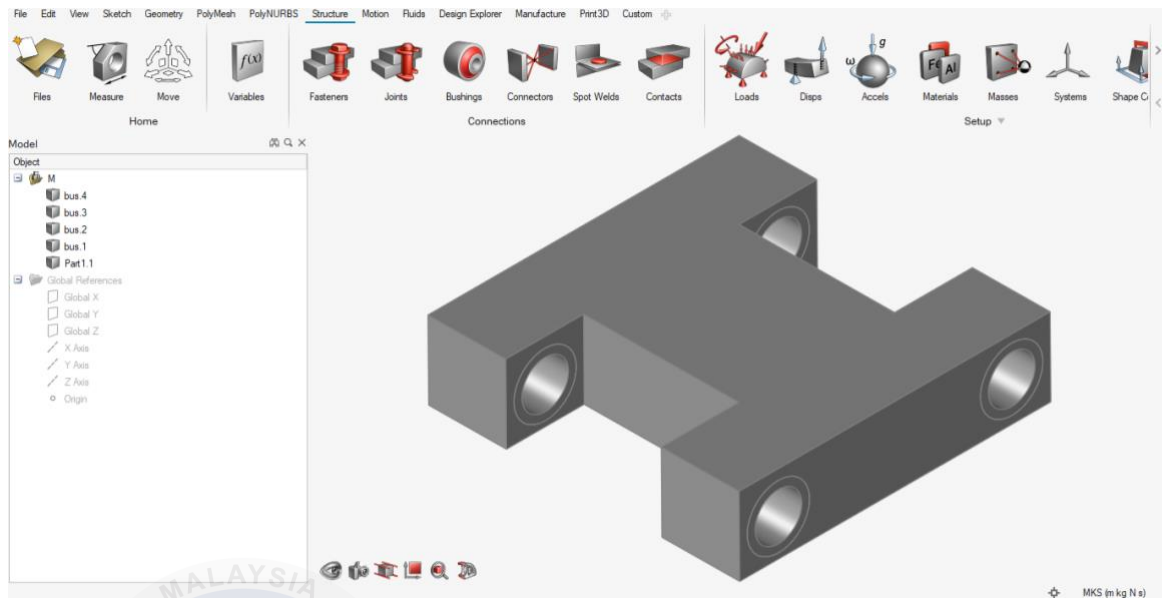 File Edit View Sketch Geometry PolyMesh PolyNURBS Structure Motion Fluids Design Explorer Manufacture Print3D Custom
f(x) g ω Fe Al
Files Measure Move Variables Fasteners Joints Bushings Connectors Spot Welds Contacts Loads Disps Accels Materials Masses Systems Shape C
Home Connections Setup
Model
Object
M
bus.4
bus.3
bus.2
bus.1
Part1.1
Global References
Global X
Global Y
Global Z
X Axis
Y Axis
Z Axis
Origin
MALAYSIA
MKS (m kg N s)